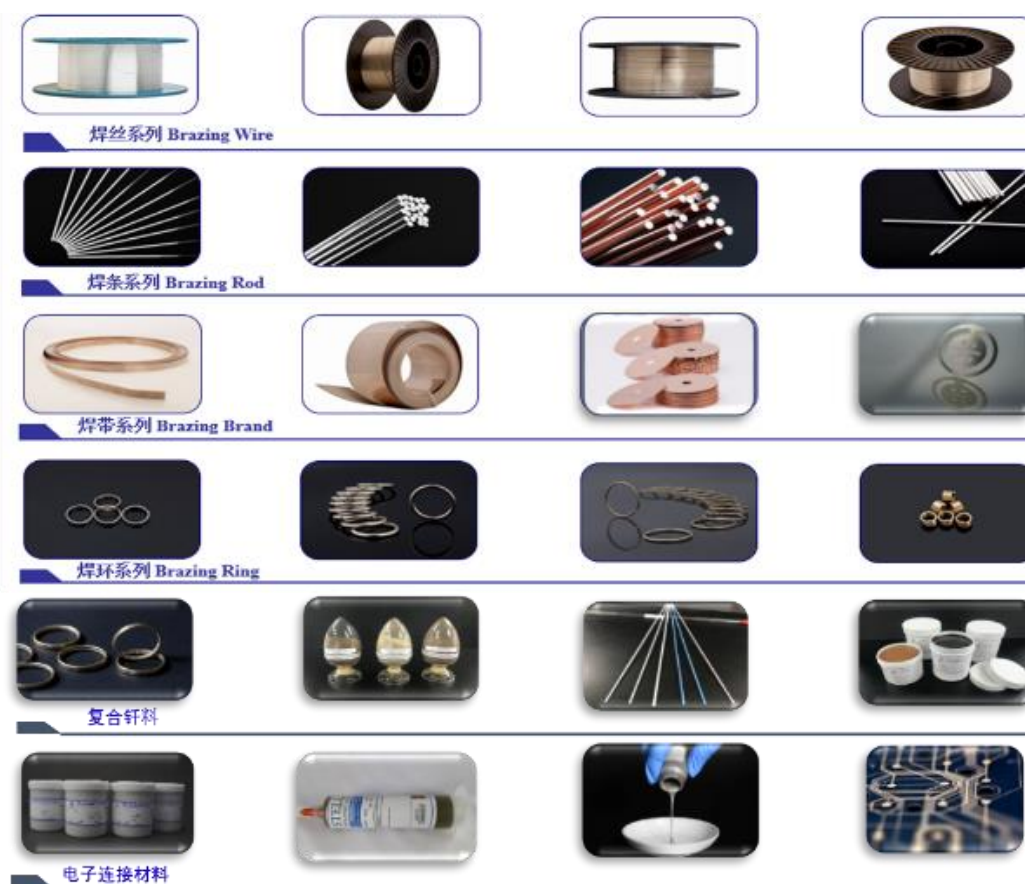 焊丝系列 Brazing Wire
焊条系列 Brazing Rod
焊带系列 Brazing Brand
焊环系列 Brazing Ring
复合钎料
电子连接材料